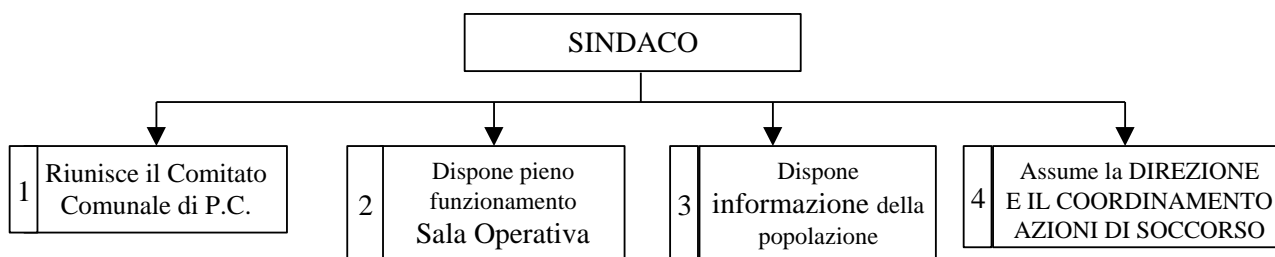 SINDACO
1
Riunisce il Comitato
Comunale di P.C.
2
Dispone pieno
funzionamento
Sala Operativa
3
Dispone
informazione della
popolazione
4
Assume la DIREZIONE
E IL COORDINAMENTO
AZIONI DI SOCCORSO